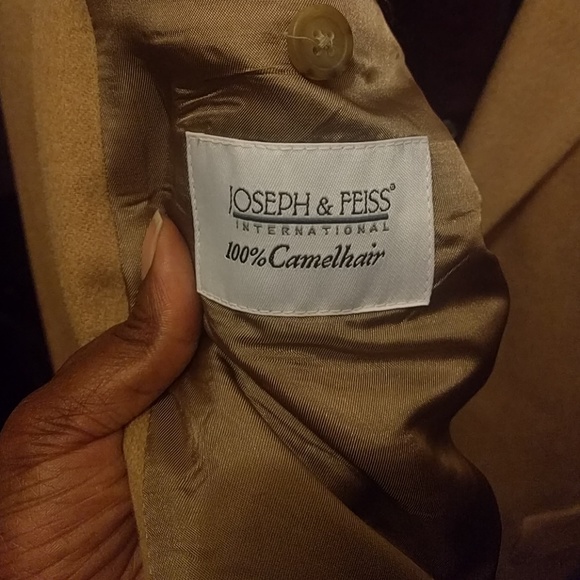 JOSEPH & FEISS®
INTERNATIONAL
100% Camelhair